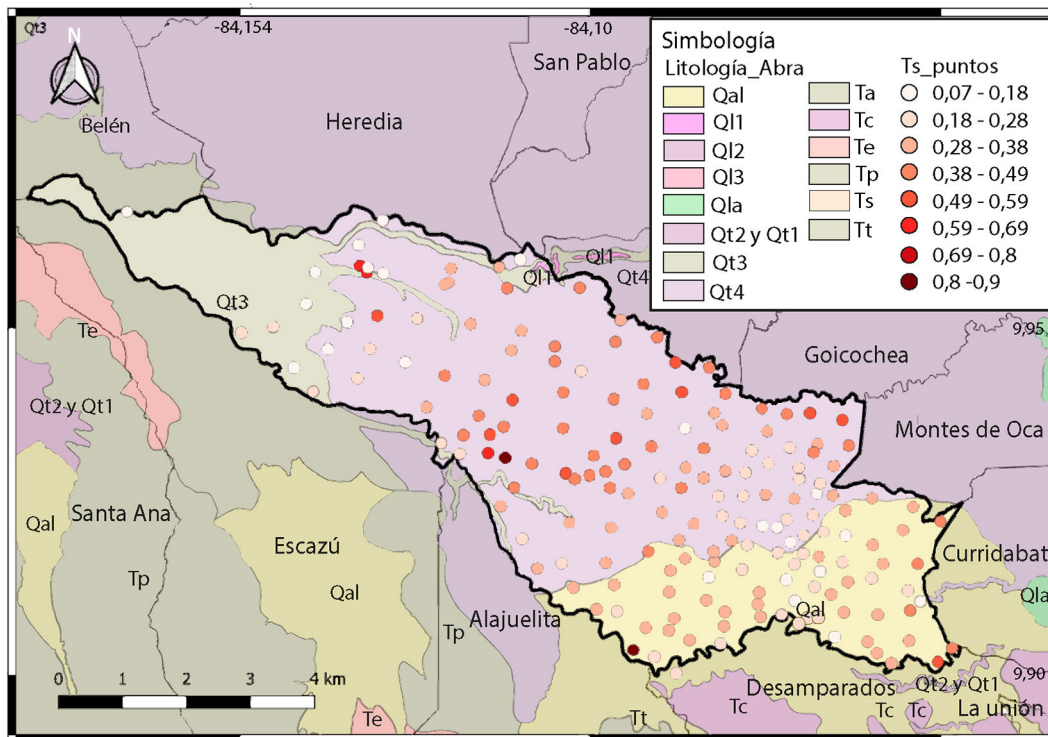 Qt3
-84,154
-84,10
N
Belén
Heredia
San Pablo
Simbología
Litología_Abra
Ts_puntos
Qal
Ql1
Ql2
Ql3
Qla
Qt2 y Qt1
Qt3
Qt4
Ta
Tc
Te
Tp
Ts
Tt
0,07 - 0,18
0,18 - 0,28
0,28 - 0,38
0,38 - 0,49
0,49 - 0,59
0,59 - 0,69
0,69 - 0,8
0,8 -0,9
Qt3
Ql1
Ql1
Qt4
Te
9,95
Goicochea
Qt2 y Qt1
Montes de Oca
Qal
Santa Ana
Escazú
Tp
Qal
Curridabat
Qla
Alajuelita
Tp
Qal
0 1 2 3 4 km
Desamparados
Qt2 y Qt1
9,90
La unión
Te
Tt
Tc
Tc
Tc